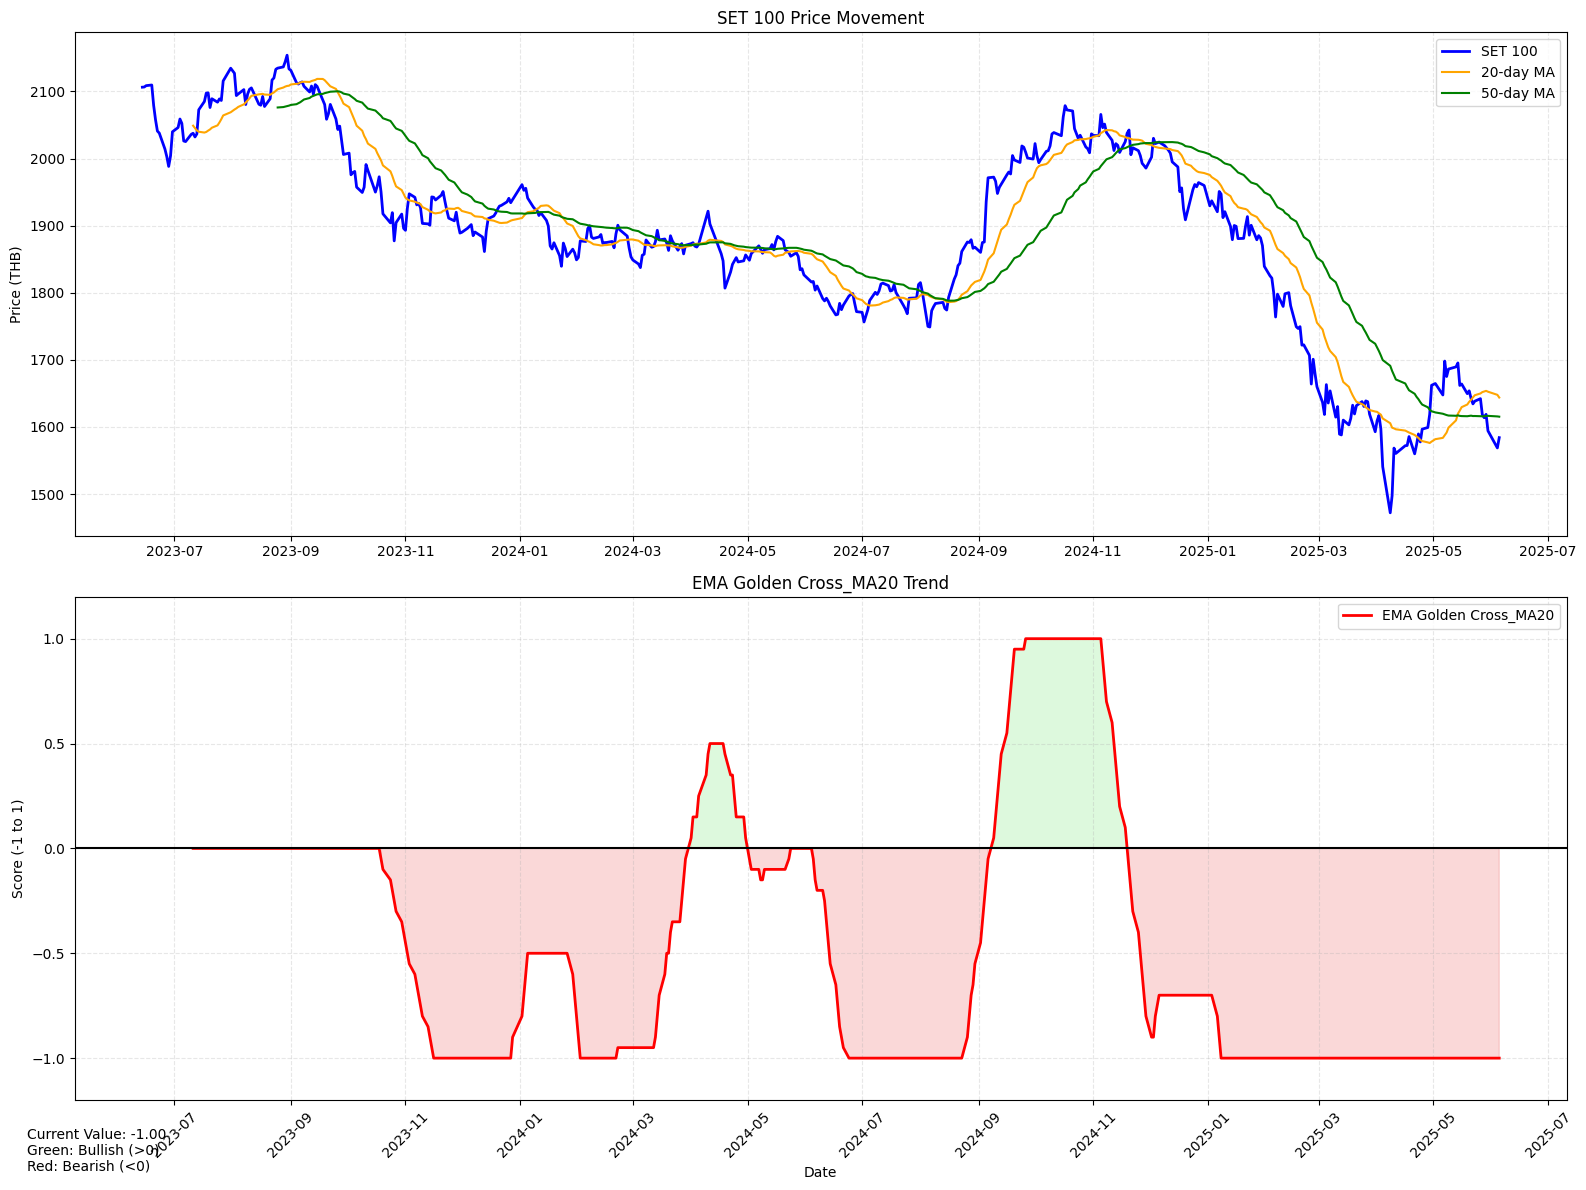 SET 100 Price Movement
SET 100
20-day MA
50-day MA
Price (THB)
2100
2000
1900
1800
1700
1600
1500
2023-07 2023-09 2023-11 2024-01 2024-03 2024-05 2024-07 2024-09 2024-11 2025-01 2025-03 2025-05 2025-07
EMA Golden Cross_MA20 Trend
EMA Golden Cross_MA20
Score (-1 to 1)
1.0
0.5
0.0
−0.5
−1.0
2023-07 2023-09 2023-11 2024-01 2024-03 2024-05 2024-07 2024-09 2024-11 2025-01 2025-03 2025-05 2025-07
Date
Current Value: -1.00
Green: Bullish (>0)
Red: Bearish (<0)